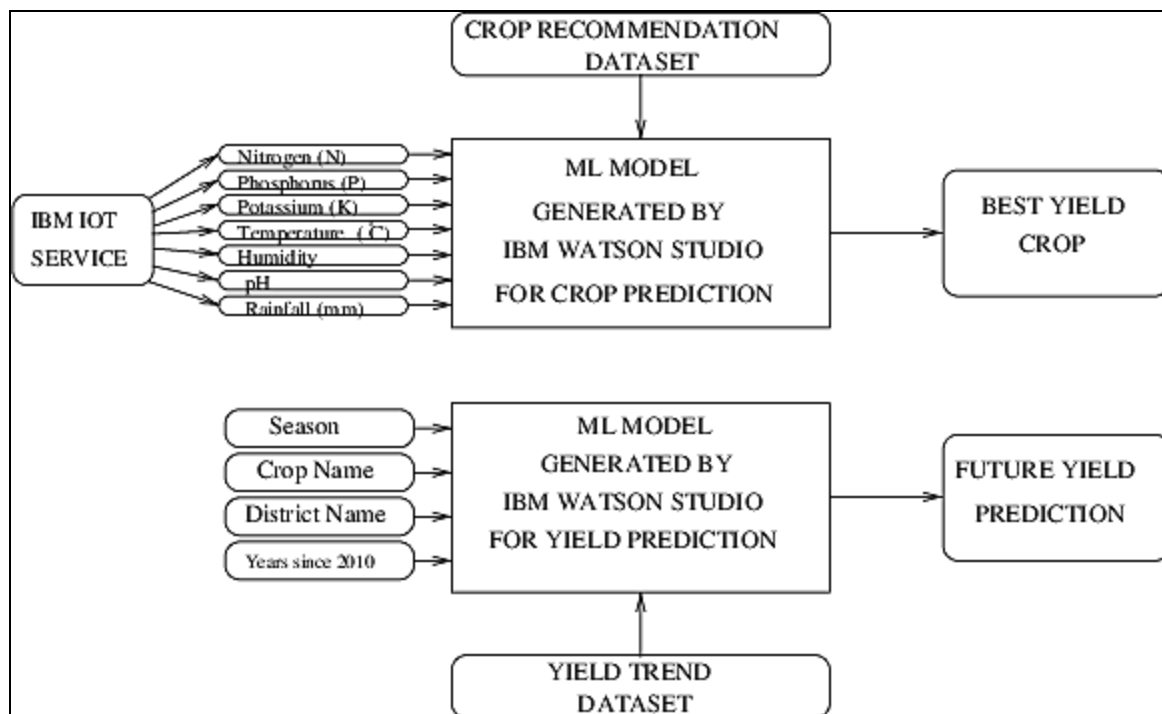 CROP RECOMMENDATION
DATASET
IBM IOT
SERVICE
Nitrogen (N)
Phosphorus (P)
Potassium (K)
Temperature (°C)
Humidity
pH
Rainfall (mm)
ML MODEL
GENERATED BY
IBM WATSON STUDIO
FOR CROP PREDICTION
BEST YIELD
CROP
Season
Crop Name
District Name
Years since 2010
ML MODEL
GENERATED BY
IBM WATSON STUDIO
FOR YIELD PREDICTION
FUTURE YIELD
PREDICTION
YIELD TREND
DATASET